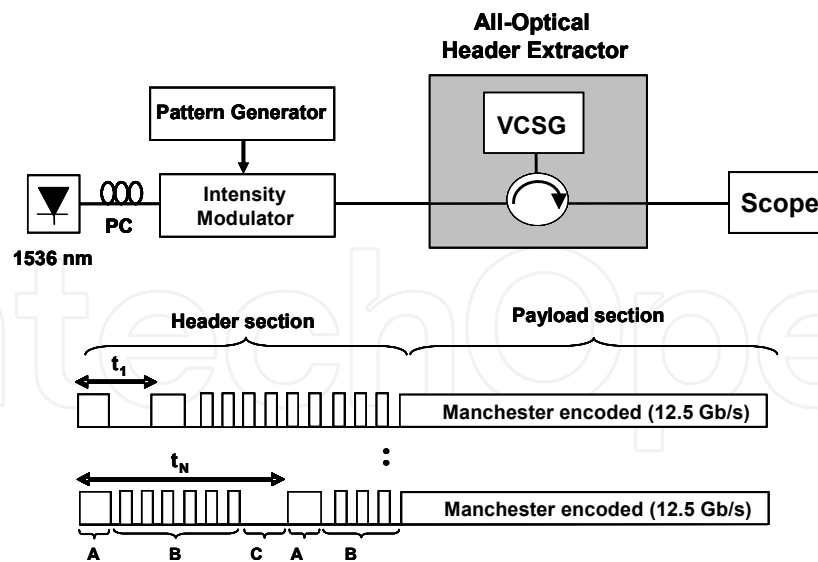 All-Optical
Header Extractor
Pattern Generator
VCSG
Intensity
Modulator
Scope
PC
1536 nm
Header section
Payload section
t1
Manchester encoded (12.5 Gb/s)
:
tN
Manchester encoded (12.5 Gb/s)
A B C A B